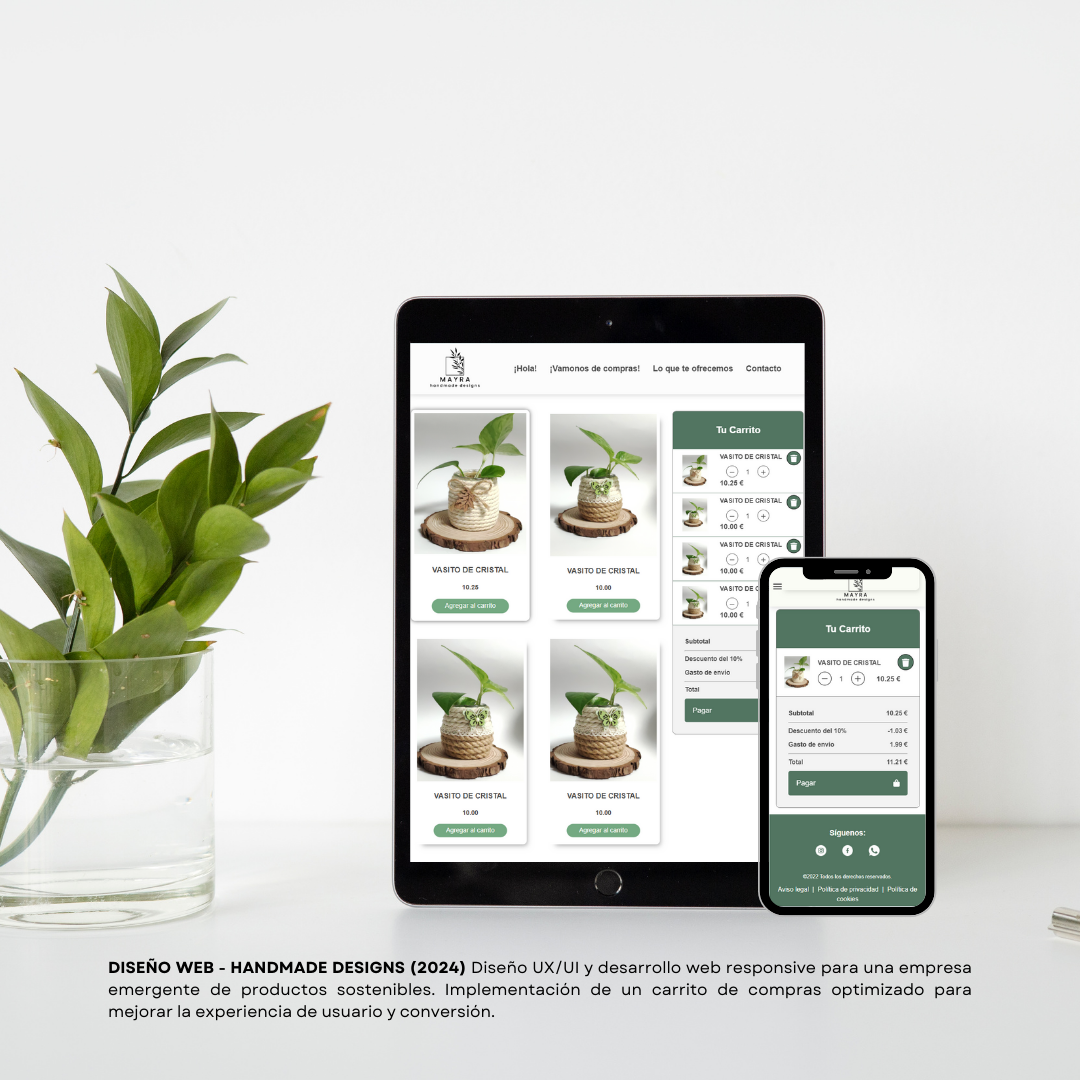 MAYRA
handmade designs
¡Hola! ¡Vamonos de compras! Lo que te ofrecemos Contacto
VASITO DE CRISTAL
10.25
Agregar al carrito
VASITO DE CRISTAL
10.00
Agregar al carrito
VASITO DE CRISTAL
10.00
Agregar al carrito
VASITO DE CRISTAL
10.00
Agregar al carrito
Tu Carrito
VASITO DE CRISTAL
1
10.25 €
VASITO DE CRISTAL
1
10.00 €
VASITO DE CRISTAL
1
10.00 €
VASITO DE C
1
10.00 €
Subtotal
Descuento del 10%
Gasto de envio
Total
Pagar
MAYRA
handmade designs
Tu Carrito
VASITO DE CRISTAL
1 10.25 €
Subtotal 10.25 €
Descuento del 10% -1.03 €
Gasto de envio 1.99 €
Total 11.21 €
Pagar
Síguenos:
©2022 Todos los derechos reservados.
Aviso legal | Política de privacidad | Política de
cookies
DISEÑO WEB - HANDMADE DESIGNS (2024) Diseño UX/UI y desarrollo web responsive para una empresa
emergente de productos sostenibles. Implementación de un carrito de compras optimizado para
mejorar la experiencia de usuario y conversión.